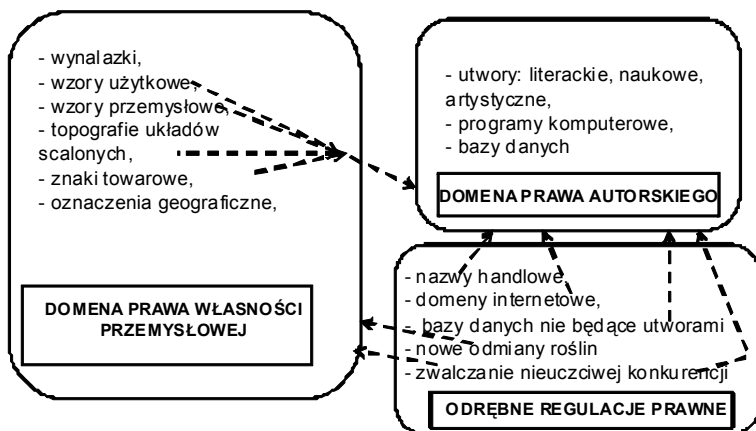 - wynalazki,
- wzory użytkowe,
- wzory przemysłowe,
- topografie układów
scalonych,
- znaki towarowe,
- oznaczenia geograficzne,
DOMENA PRAWA WŁASNOŚCI
PRZEMYSŁOWEJ
- utwory: literackie, naukowe,
artystyczne,
- programy komputerowe,
- bazy danych
DOMENA PRAWA AUTORSKIEGO
- nazwy handlowe,
- domeny internetowe,
- bazy danych nie będące utworami
- nowe odmiany roślin
- zwalczanie nieuczciwej konkurencji
ODRĘBNE REGULACJE PRAWNE